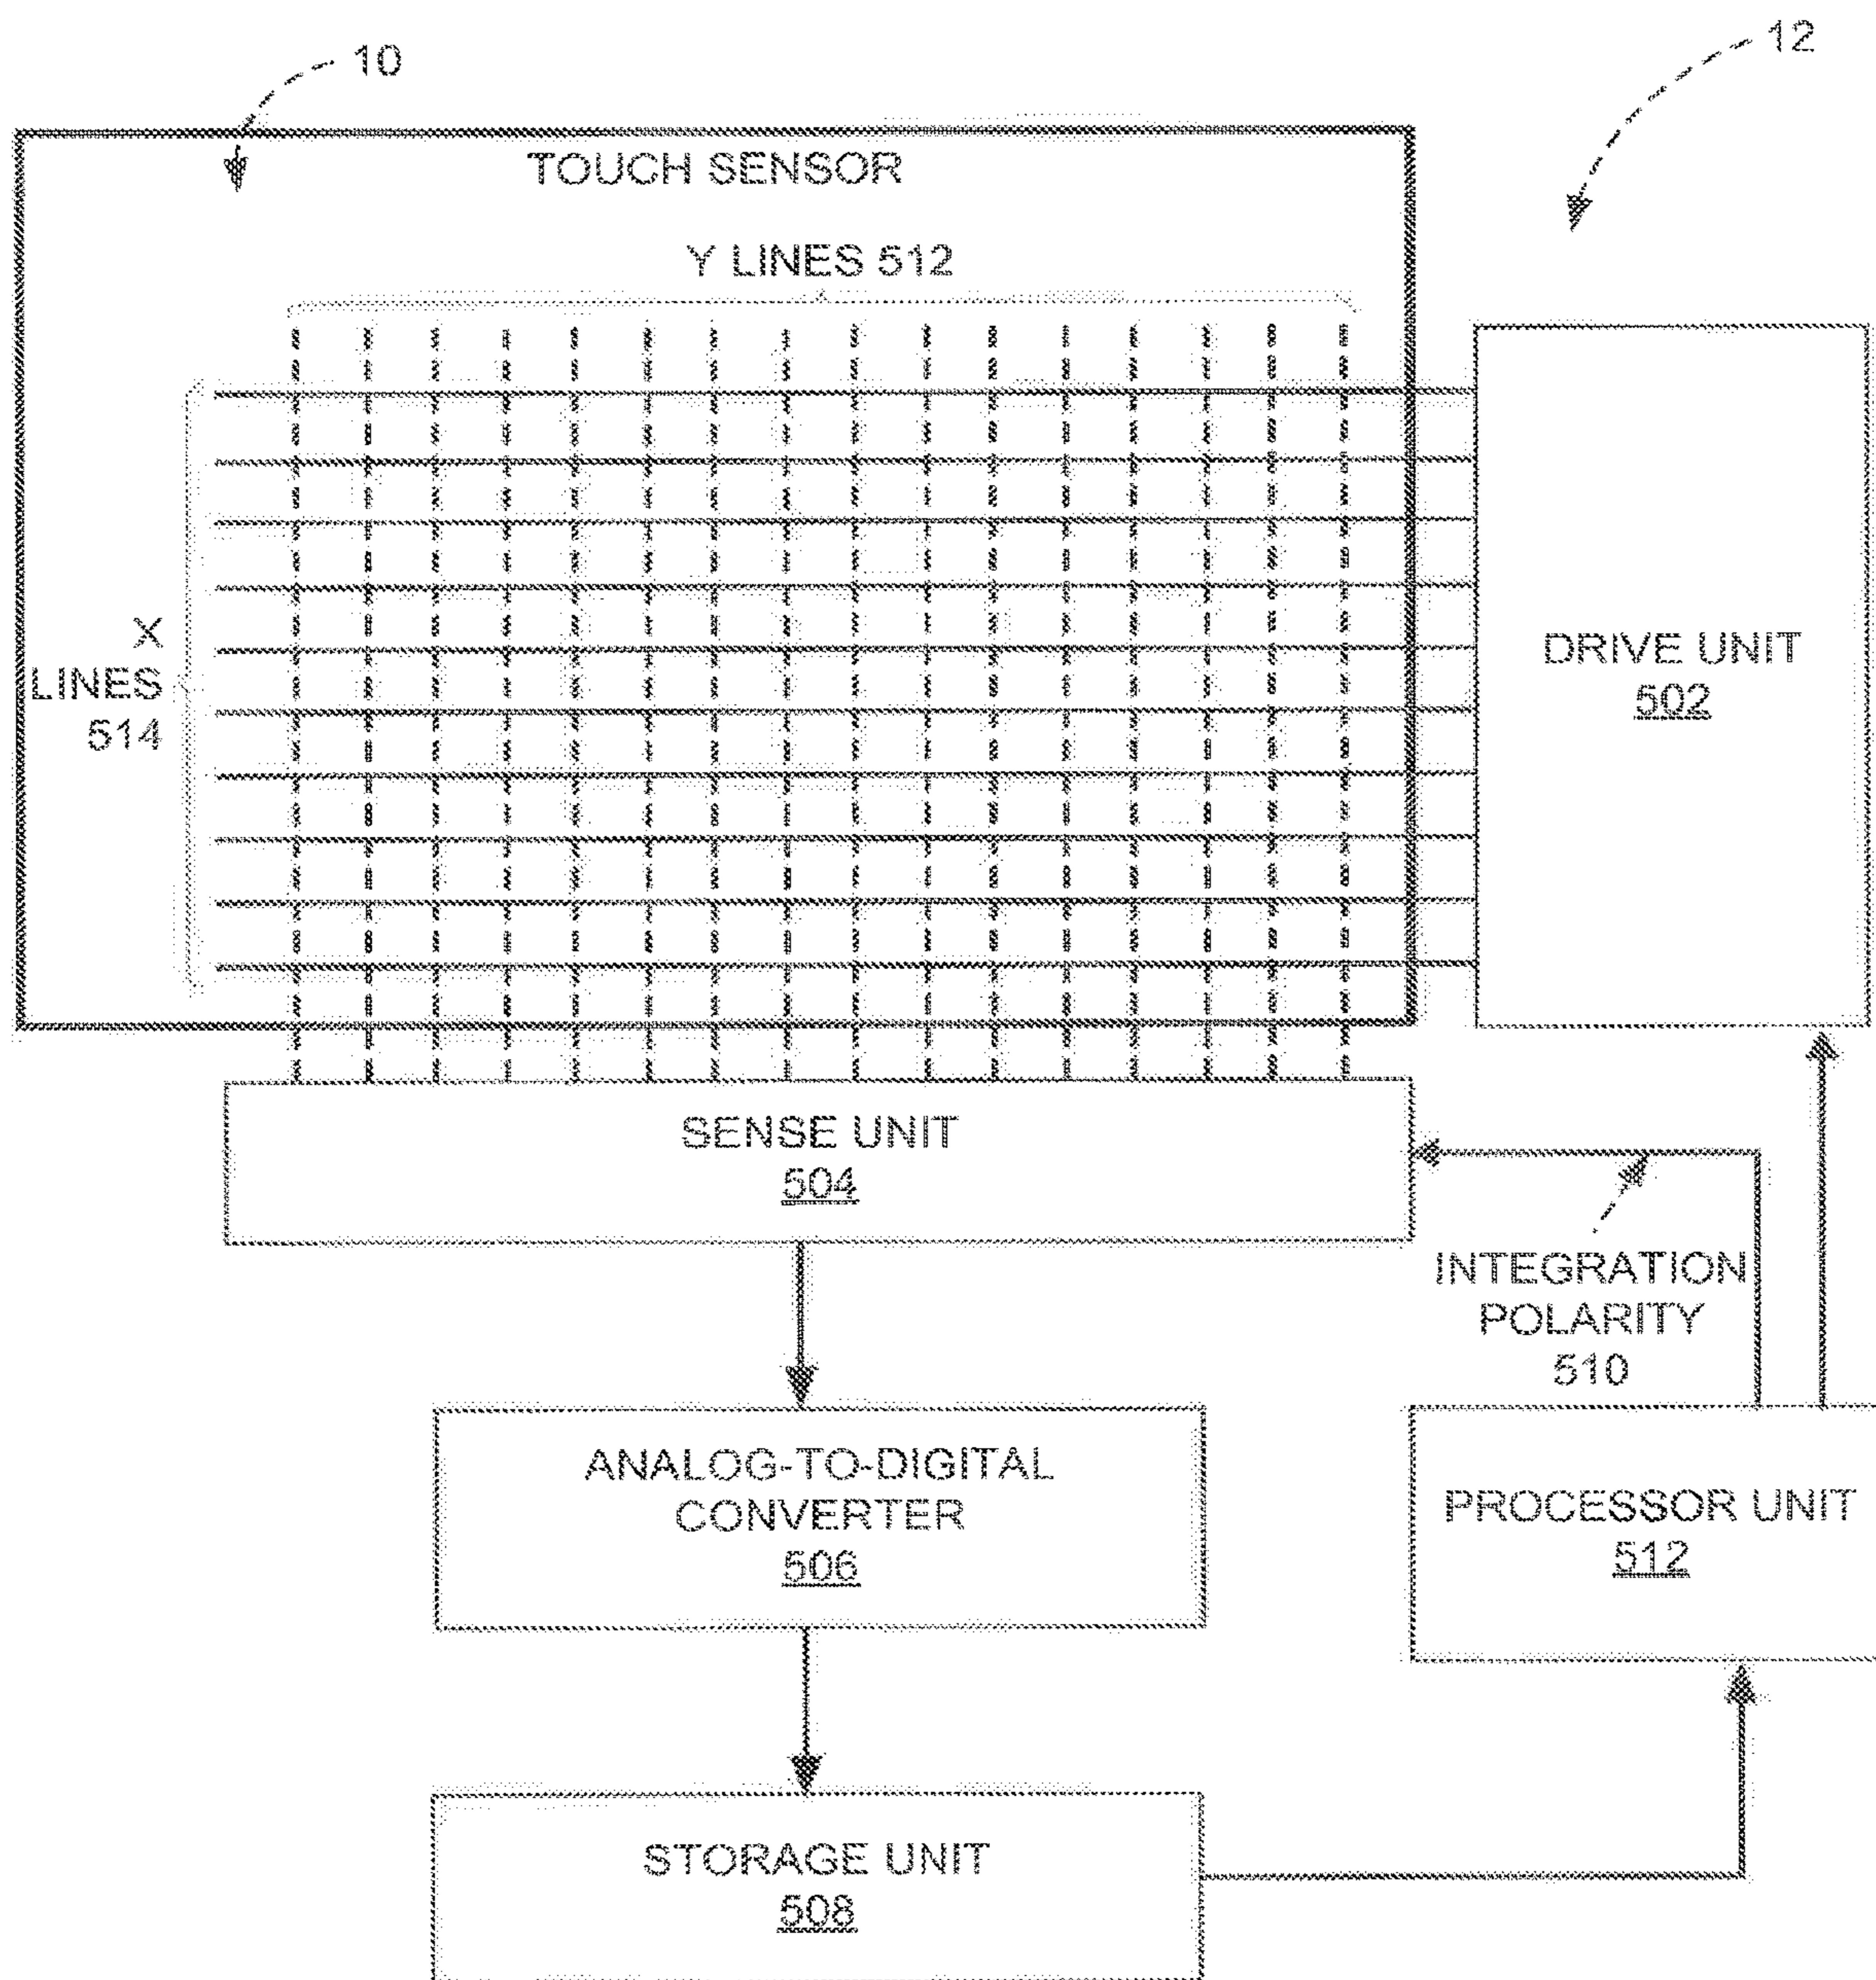 10
12
TOUCH SENSOR
Y LINES 512
X
LINES
514
DRIVE UNIT
502
SENSE UNIT
504
INTEGRATION
POLARITY
510
ANALOG-TO-DIGITAL
CONVERTER
506
PROCESSOR UNIT
512
STORAGE UNIT
508